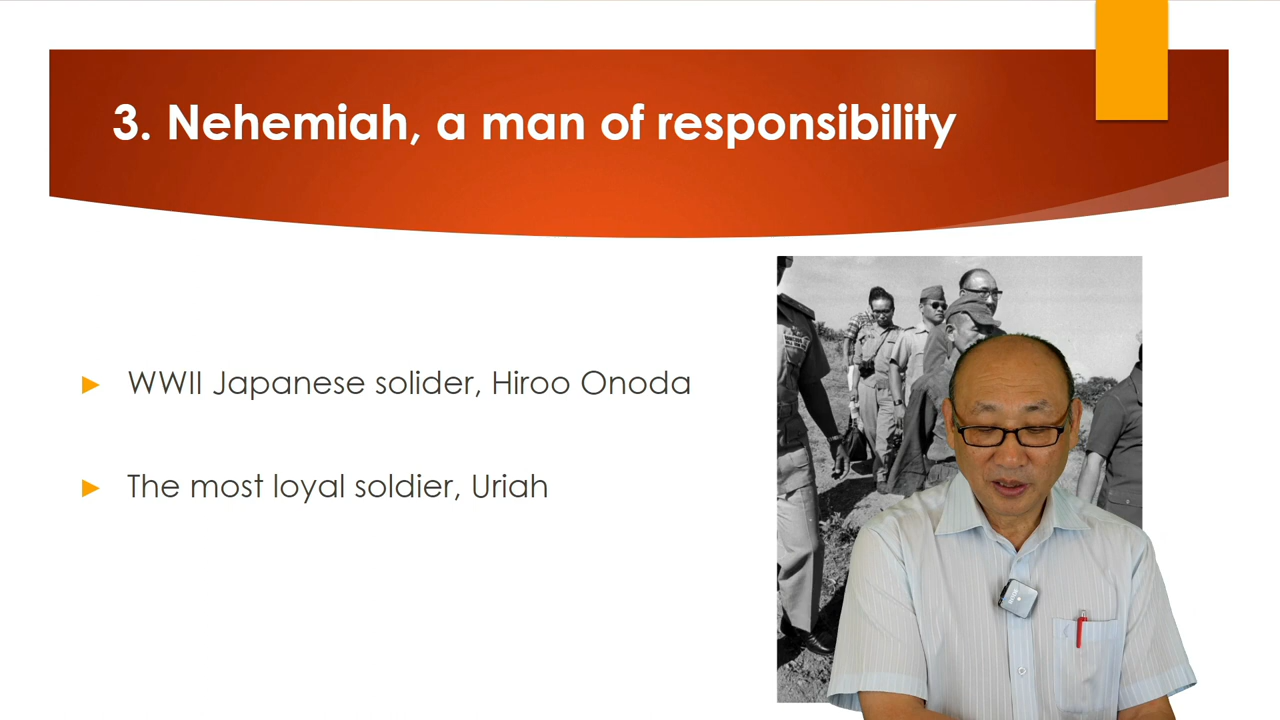 3. Nehemiah, a man of responsibility
WWII Japanese solider, Hiroo Onoda
The most loyal soldier, Uriah